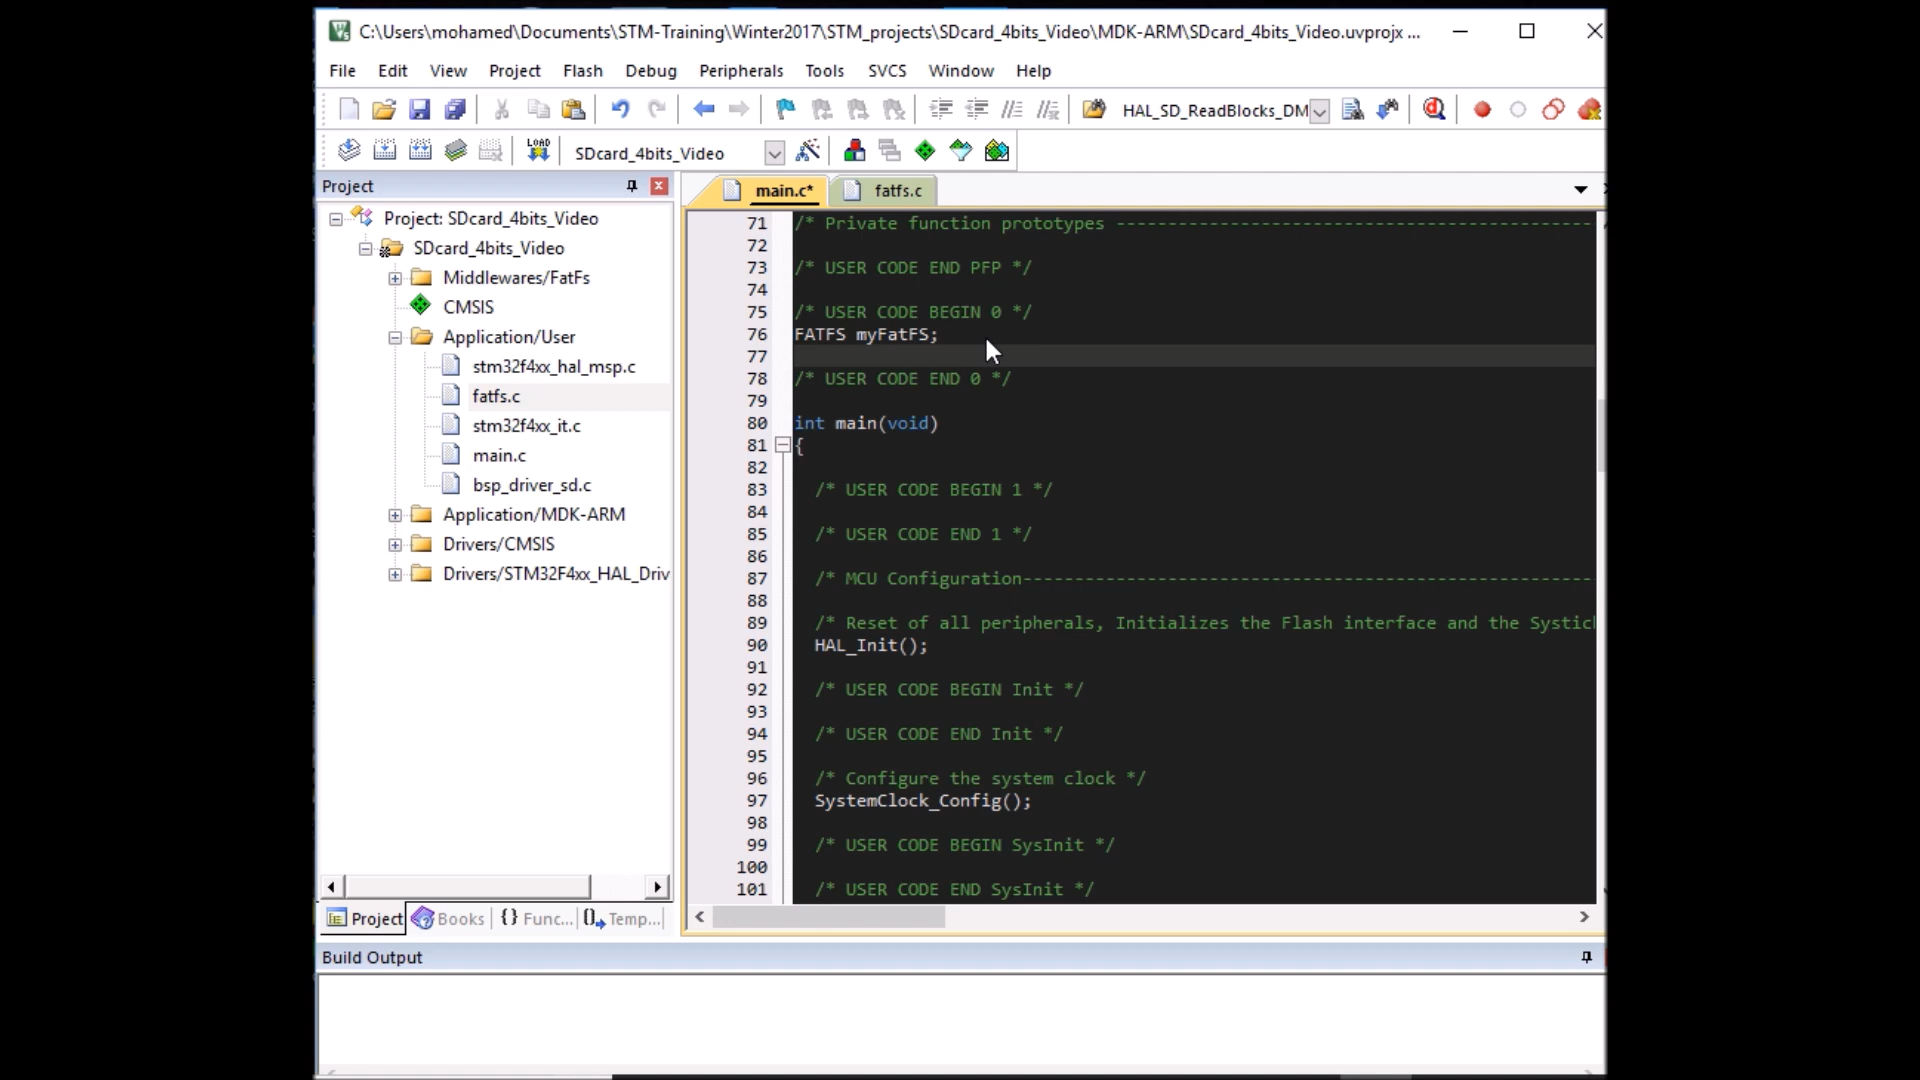 C:\Users\mohamed\Documents\STM-Training\Winter2017\STM_projects\SDcard_4bits_Video\MDK-ARM\SDcard_4bits_Video.uvprojx ...
File Edit View Project Flash Debug Peripherals Tools SVCS Window Help
HAL_SD_ReadBlocks_DM
LOAD
SDcard_4bits_Video
Project
main.c*
fatfs.c
Project: SDcard_4bits_Video
SDcard_4bits_Video
Middlewares/FatFs
CMSIS
Application/User
stm32f4xx_hal_msp.c
fatfs.c
stm32f4xx_it.c
main.c
bsp_driver_sd.c
Application/MDK-ARM
Drivers/CMSIS
Drivers/STM32F4xx_HAL_Driv
Project Books {} Func... Temp...
71 /* Private function prototypes -----------------------------------------------
72
73 /* USER CODE END PFP */
74
75 /* USER CODE BEGIN 0 */
76 FATFS myFatFS;
77
78 /* USER CODE END 0 */
79
80 int main(void)
81 {
82
83 /* USER CODE BEGIN 1 */
84
85 /* USER CODE END 1 */
86
87 /* MCU Configuration-------------------------------------------------------
88
89 /* Reset of all peripherals, Initializes the Flash interface and the Systic
90 HAL_Init();
91
92 /* USER CODE BEGIN Init */
93
94 /* USER CODE END Init */
95
96 /* Configure the system clock */
97 SystemClock_Config();
98
99 /* USER CODE BEGIN SysInit */
100
101 /* USER CODE END SysInit */
Build Output